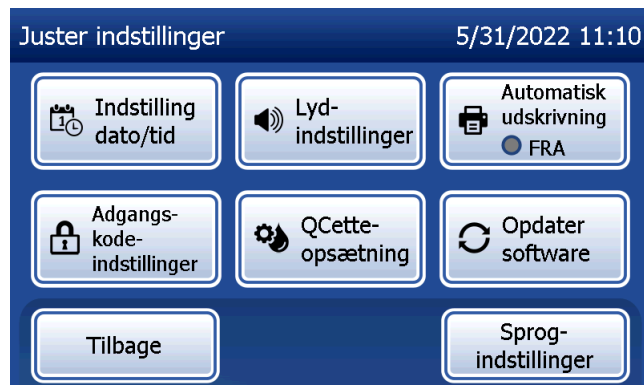 Juster indstillinger 5/31/2022 11:10
Indstilling
dato/tid
Lyd-
indstillinger
Automatisk
udskrivning
FRA
Adgangs-
kode-
indstillinger
QCette-
opsætning
Opdater
software
Tilbage
Sprog-
indstillinger